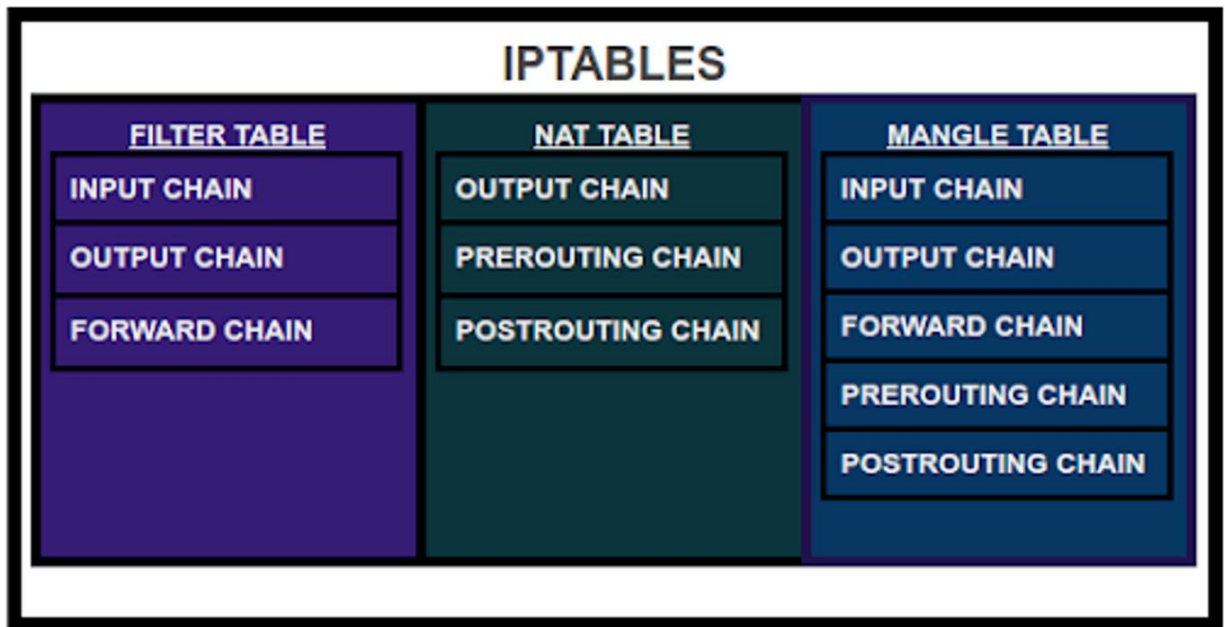 IPTABLES
FILTER TABLE
INPUT CHAIN
OUTPUT CHAIN
FORWARD CHAIN
NAT TABLE
OUTPUT CHAIN
PREROUTING CHAIN
POSTROUTING CHAIN
MANGLE TABLE
INPUT CHAIN
OUTPUT CHAIN
FORWARD CHAIN
PREROUTING CHAIN
POSTROUTING CHAIN